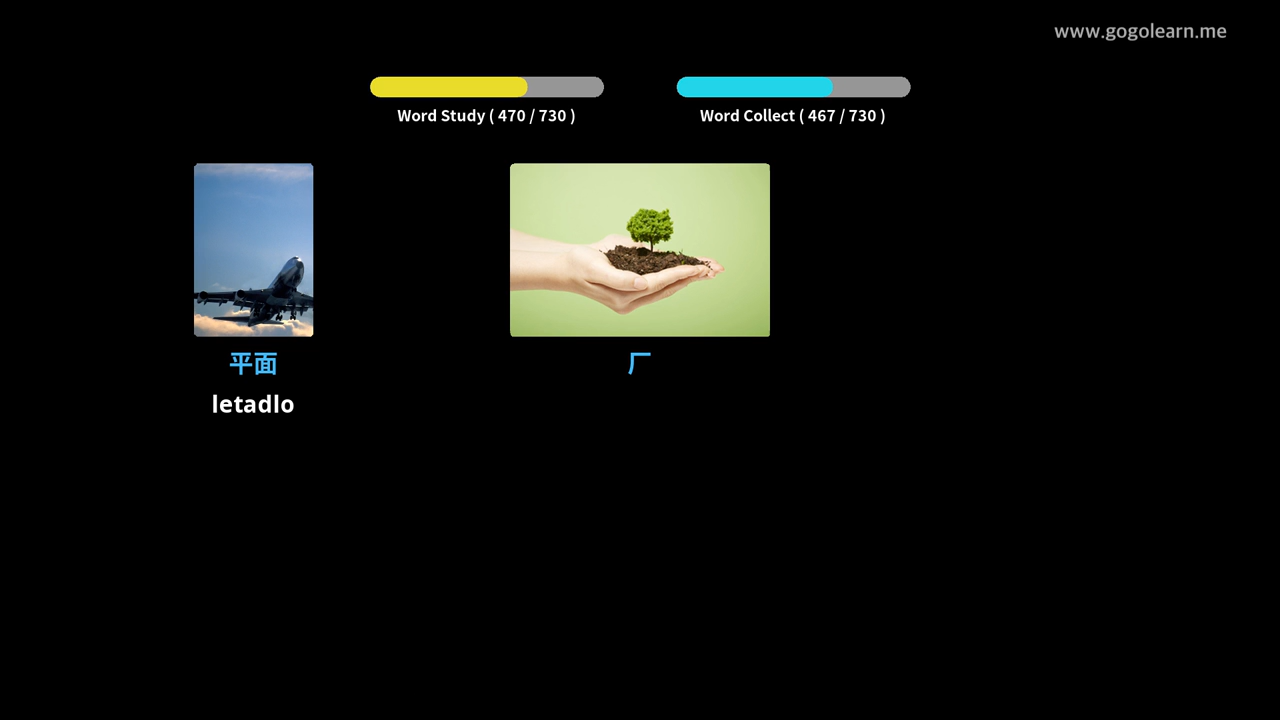 www.gogolearn.me
Word Study ( 470 / 730 )
Word Collect ( 467 / 730 )
平面
厂
letadlo